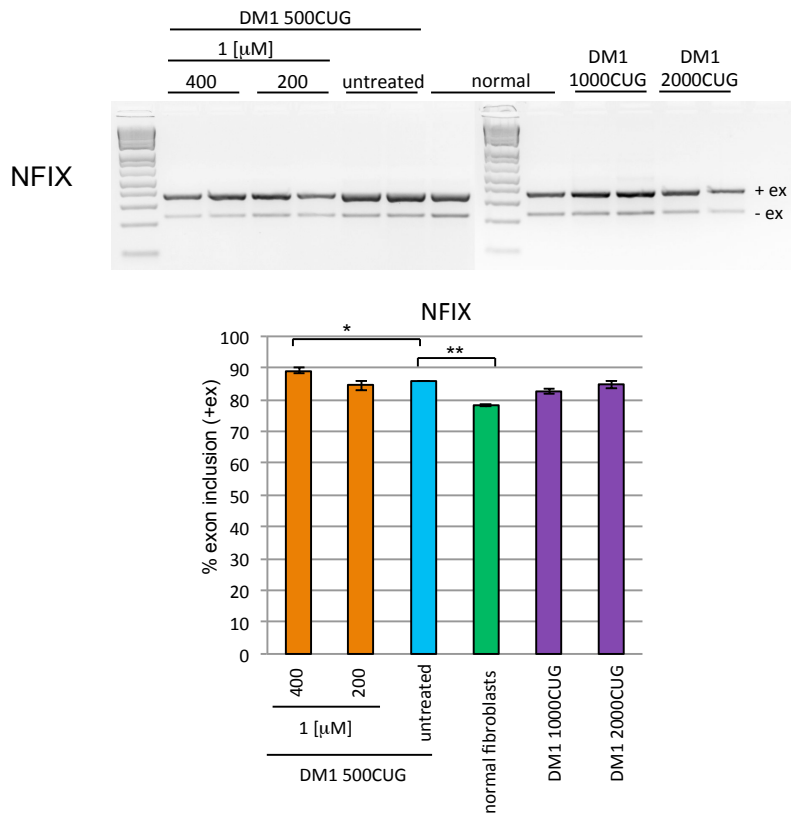 DM1 500CUG
1 [μM]
400 200 untreated normal DM1 1000CUG DM1 2000CUG
NFIX
+ ex
- ex
NFIX
* **
% exon inclusion (+ex)
100
90
80
70
60
50
40
30
20
10
0
400 200 untreated normal fibroblasts DM1 1000CUG DM1 2000CUG
1 [μM]
DM1 500CUG